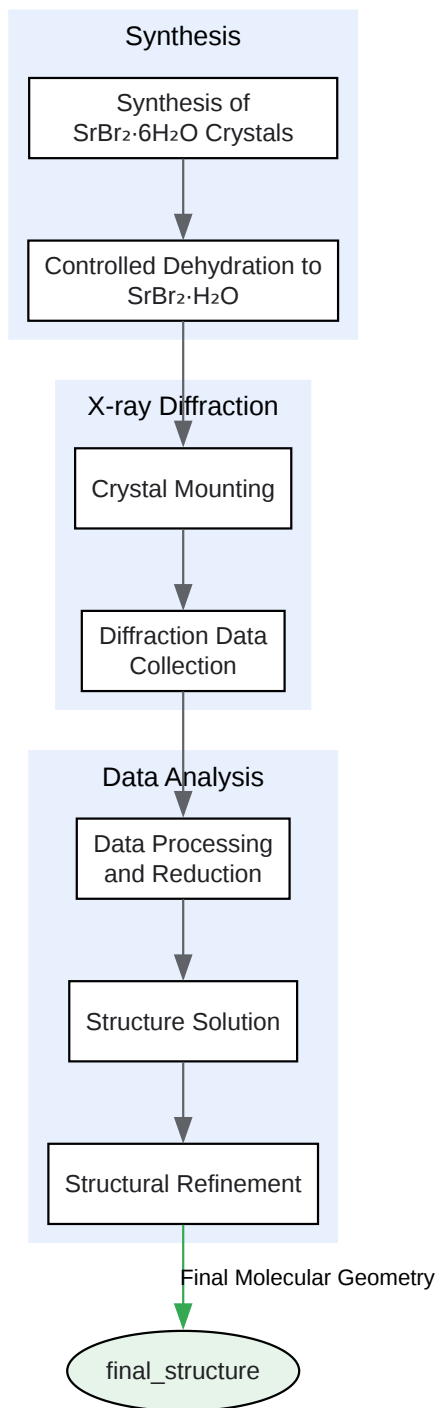 Synthesis
Synthesis of
SrBr₂·6H₂O Crystals
Controlled Dehydration to
SrBr₂·H₂O
X-ray Diffraction
Crystal Mounting
Diffraction Data
Collection
Data Analysis
Data Processing
and Reduction
Structure Solution
Structural Refinement
Final Molecular Geometry
final_structure